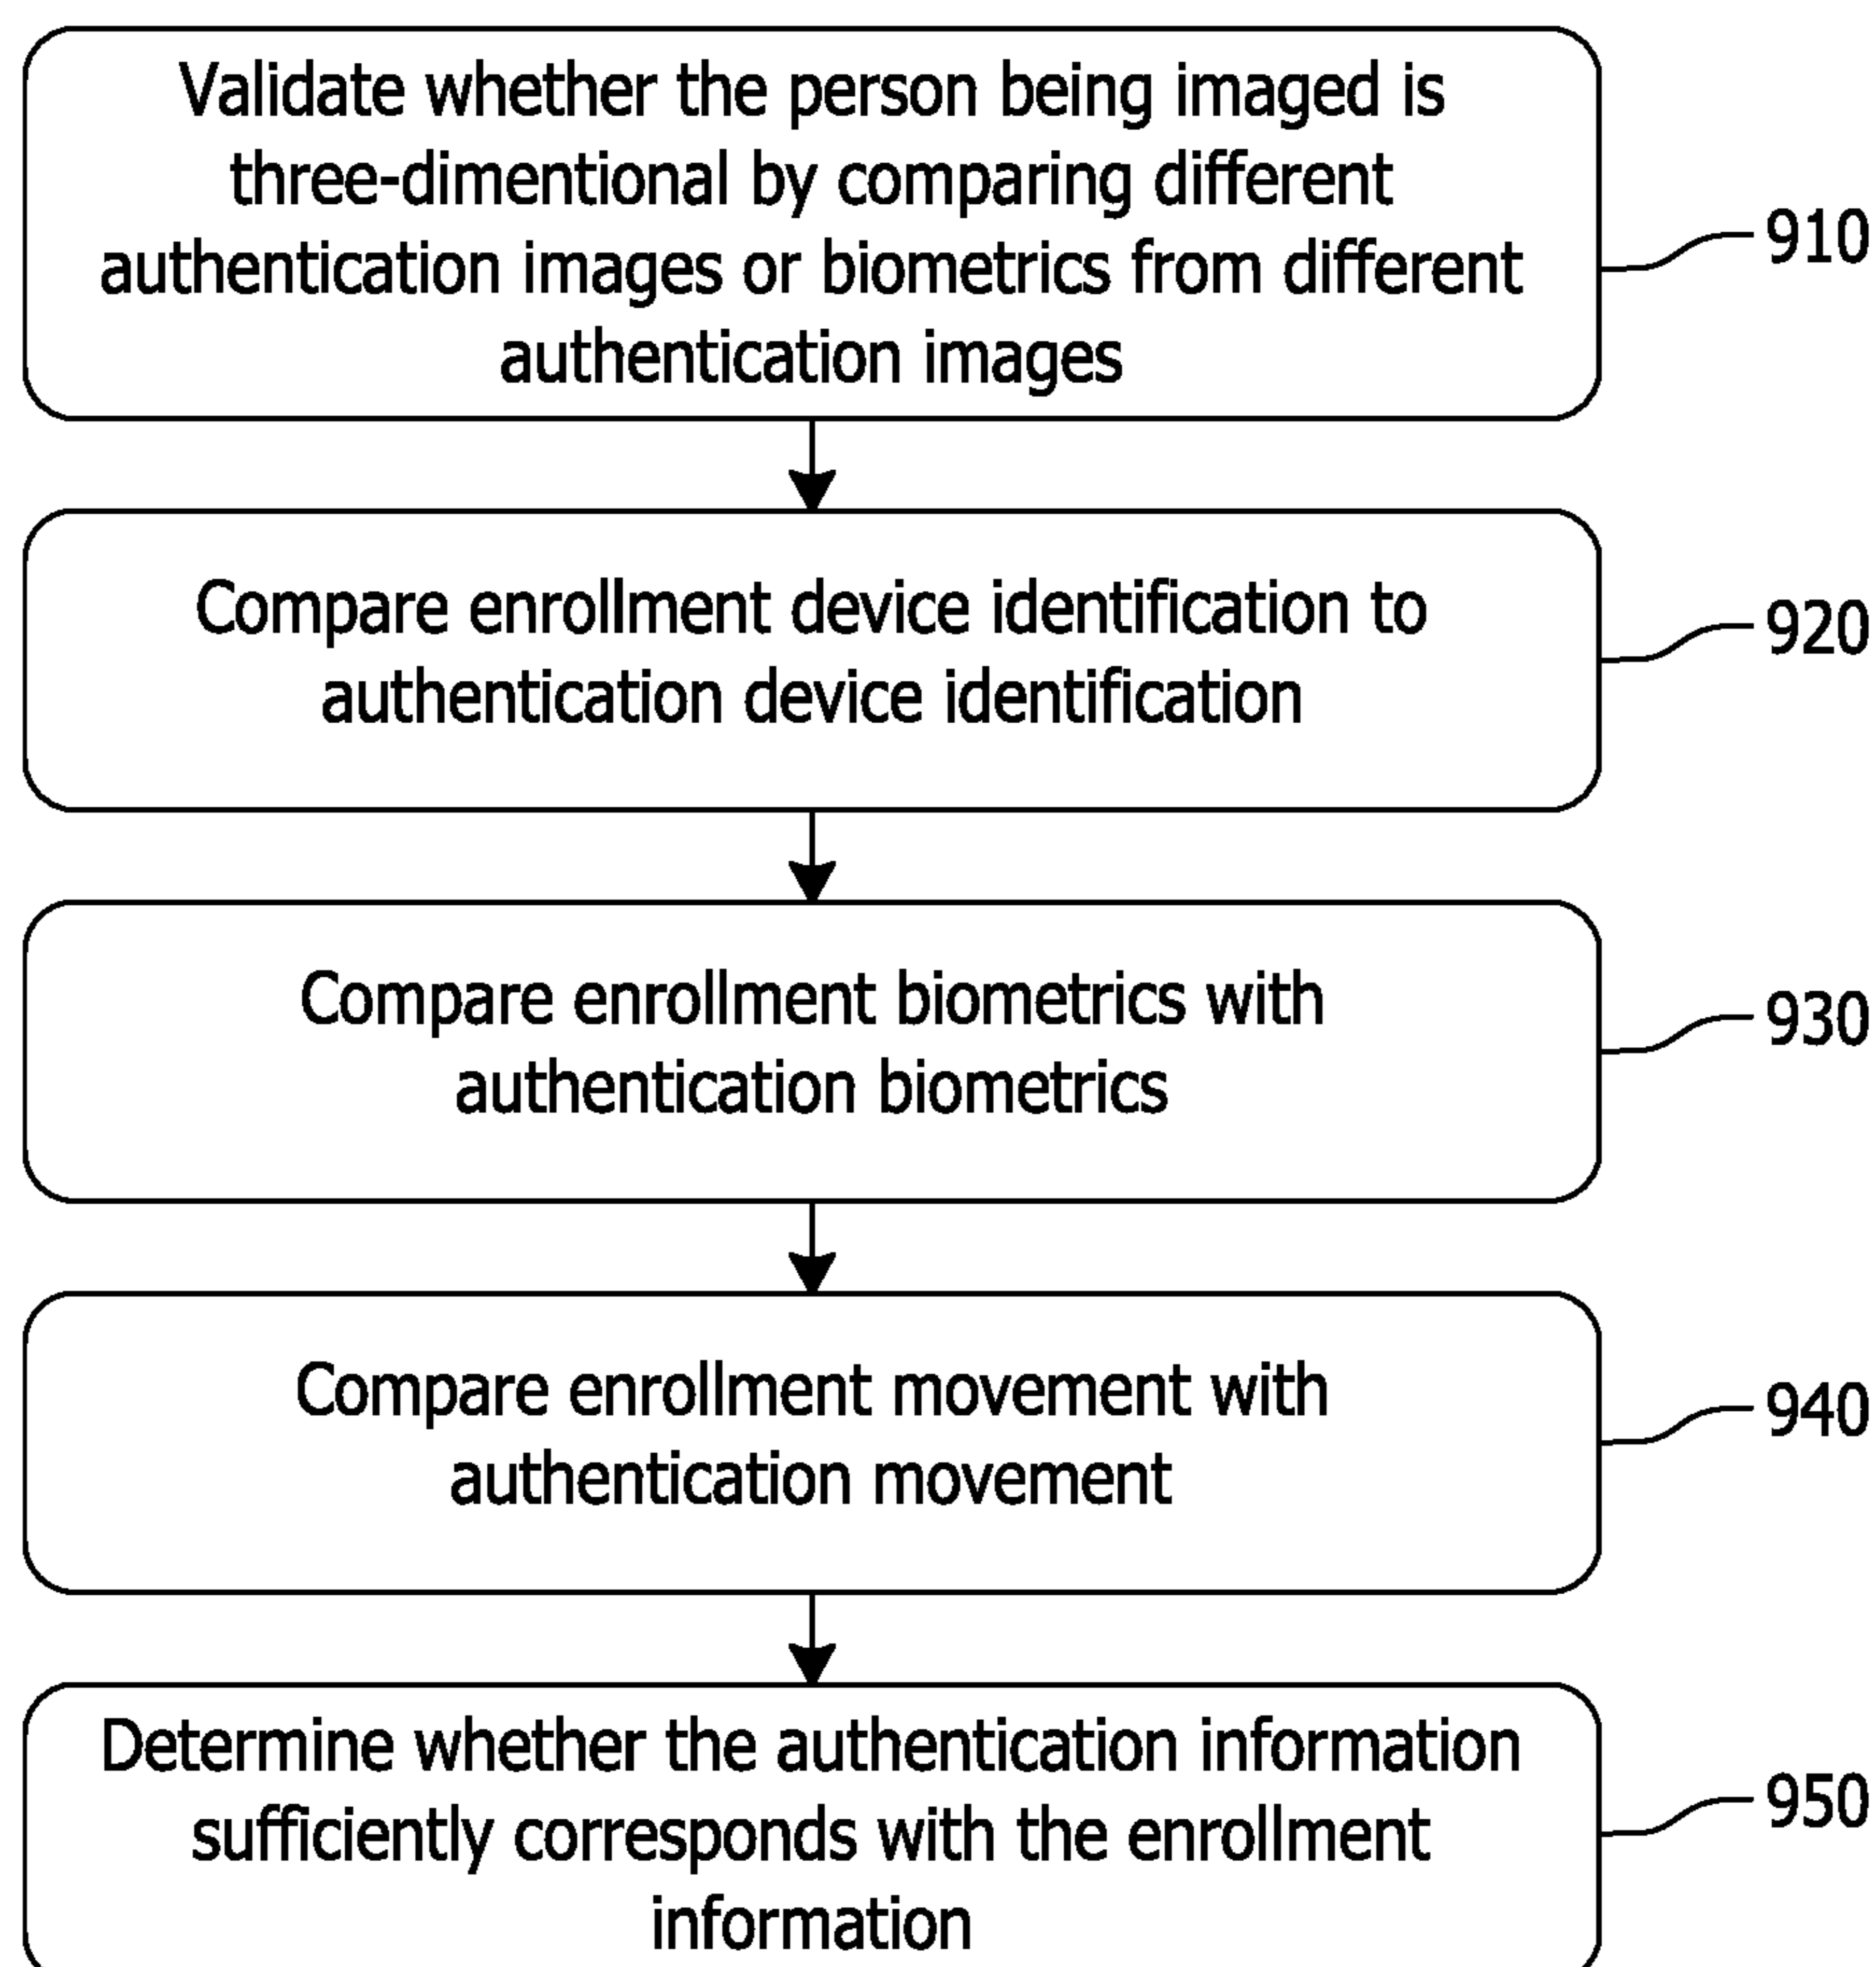 Validate whether the person being imaged is
three-dimentional by comparing different
authentication images or biometrics from different
authentication images
910
Compare enrollment device identification to
authentication device identification
920
Compare enrollment biometrics with
authentication biometrics
930
Compare enrollment movement with
authentication movement
940
Determine whether the authentication information
sufficiently corresponds with the enrollment
information
950